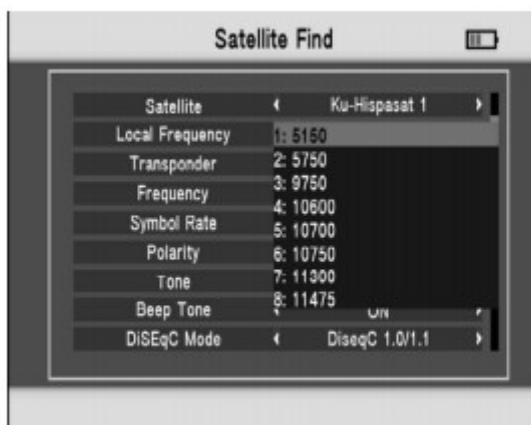 Satellite Find
Satellite Ku-Hispasat 1
Local Frequency 1: 5150
Transponder 2: 5750
Frequency 3: 9750
4: 10600
Symbol Rate 5: 10700
Polarity 6: 10750
Tone 7: 11300
8: 11475
Beep Tone ON
DiSEqC Mode DiseqC 1.0/1.1